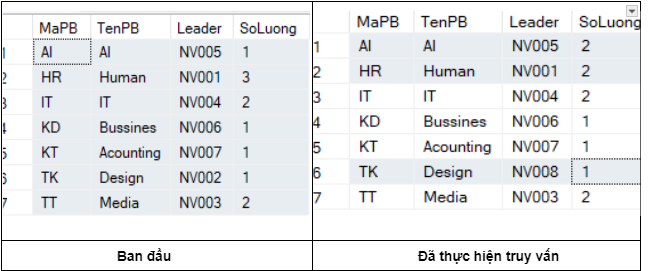 MaPB TenPB Leader SoLuong
1 AI AI NV005 1
2 HR Human NV001 3
3 IT IT NV004 2
4 KD Bussines NV006 1
5 KT Acounting NV007 1
6 TK Design NV002 1
7 TT Media NV003 2
Ban đầu
MaPB TenPB Leader SoLuong
1 AI AI NV005 2
2 HR Human NV001 2
3 IT IT NV004 2
4 KD Bussines NV006 1
5 KT Acounting NV007 1
6 TK Design NV008 1
7 TT Media NV003 2
Đã thực hiện truy vấn